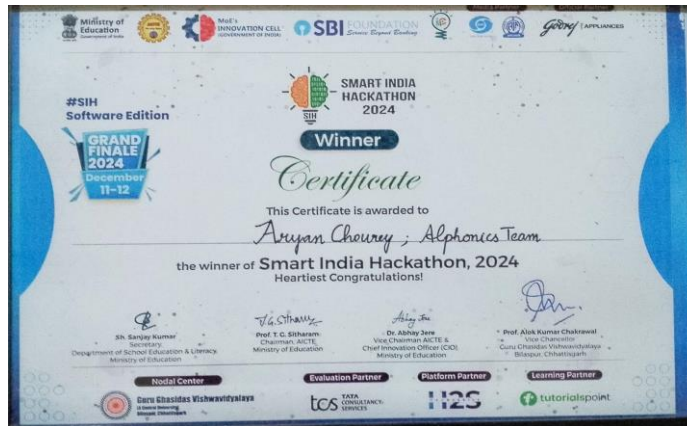 Ministry of
Education
Government of India
MoE's
INNOVATION CELL
(GOVERNMENT OF INDIA)
SBI FOUNDATION
Service Beyond Banking
Godrej APPLIANCES
#SIH
Software Edition
GRAND
FINALE
2024
December
11-12
SIH
SMART INDIA
HACKATHON
2024
Winner
Certificate
This Certificate is awarded to
Aryan Chourey ; Alphonics Team
the winner of Smart India Hackathon, 2024
Heartiest Congratulations!
Sh. Sanjay Kumar
Secretary,
Department of School Education & Literacy,
Ministry of Education
Prof. T. G. Sitharam
Chairman, AICTE
Ministry of Education
Dr. Abhay Jere
Vice Chairman AICTE &
Chief Innovation Officer (CIO),
Ministry of Education
Prof. Alok Kumar Chakrawal
Vice Chancellor
Guru Ghasidas Vishwavidyalaya
Bilaspur, Chhattisgarh
Nodal Center
Guru Ghasidas Vishwavidyalaya
Evaluation Partner
tcs TATA
CONSULTANCY
SERVICES
Platform Partner
H2S
Learning Partner
tutorialspoint